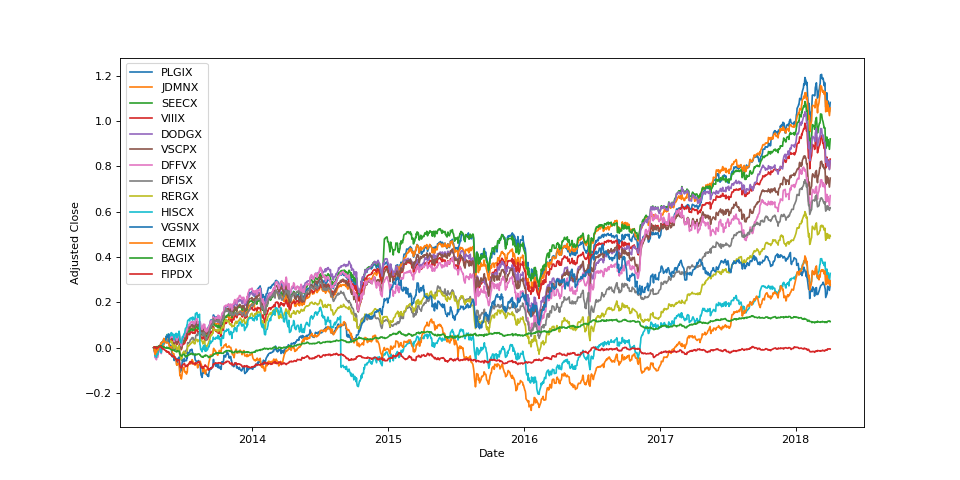 1.2
1.0
0.8
0.6
0.4
0.2
0.0
−0.2
Adjusted Close
PLGIX
JDMNX
SEECX
VIIIX
DODGX
VSCPX
DFFVX
DFISX
RERGX
HISCX
VGSNX
CEMIX
BAGIX
FIPDX
2014 2015 2016 2017 2018
Date